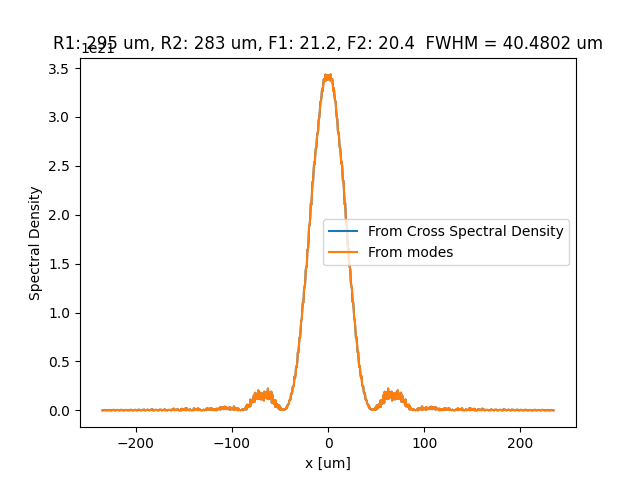 R1: 295 um, R2: 283 um, F1: 21.2, F2: 20.4  FWHM = 40.4802 um
1e21
3.5
3.0
2.5
2.0
1.5
1.0
0.5
0.0
Spectral Density
From Cross Spectral Density
From modes
−200
−100
0
100
200
x [um]